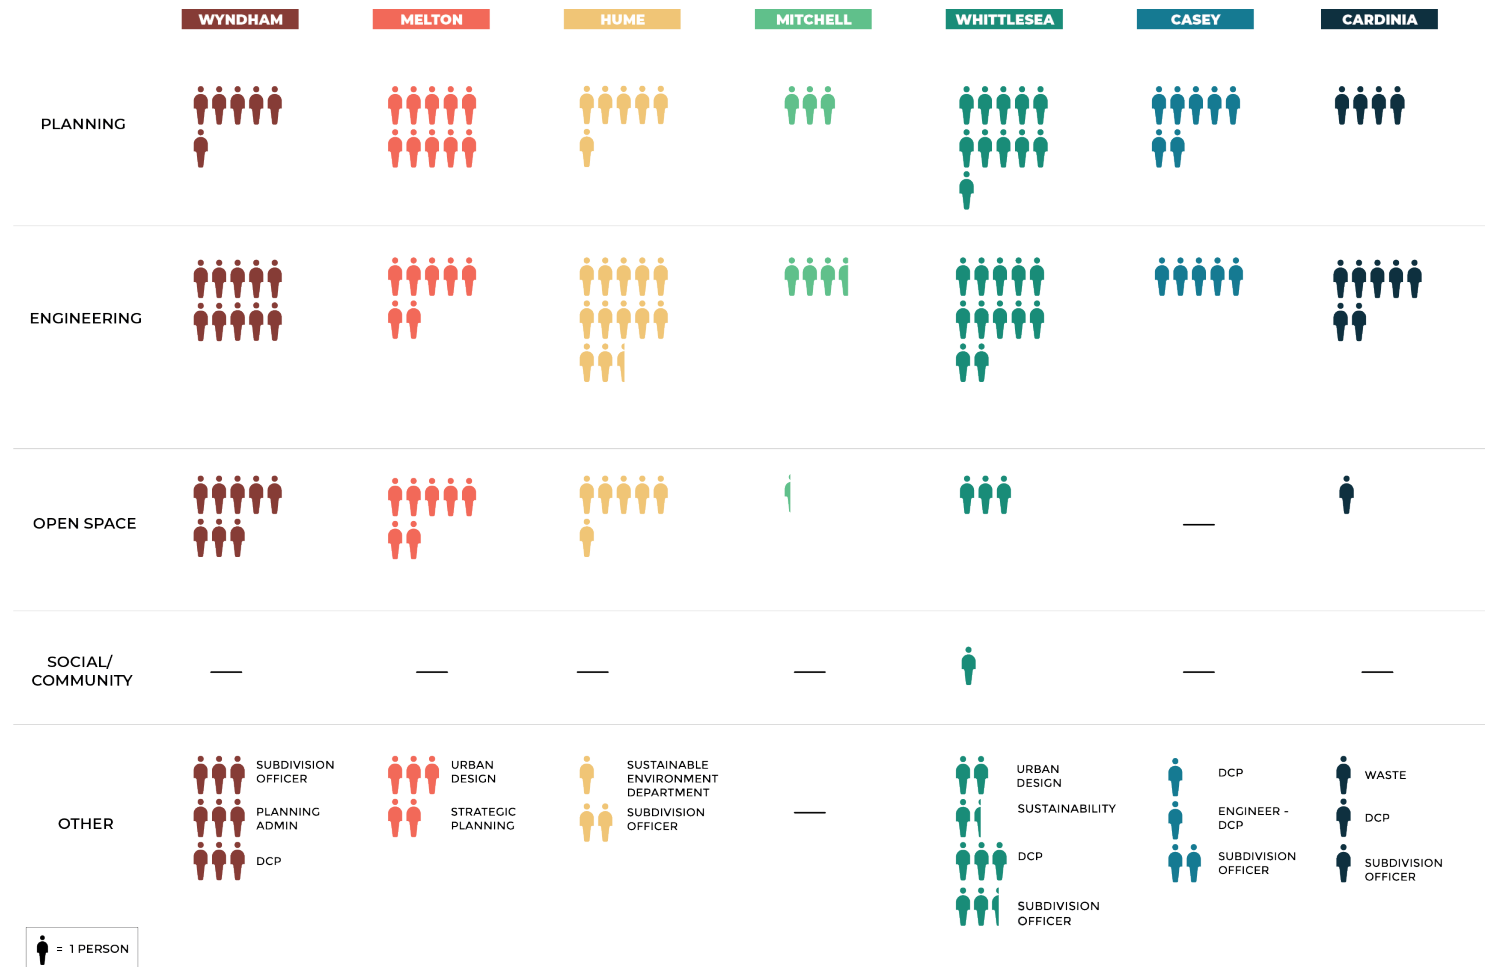 WYNDHAM
MELTON
HUME
MITCHELL
WHITTLESEA
CASEY
CARDINIA
PLANNING
ENGINEERING
OPEN SPACE
SOCIAL/
COMMUNITY
OTHER
SUBDIVISION
OFFICER
PLANNING
ADMIN
DCP
URBAN
DESIGN
STRATEGIC
PLANNING
SUSTAINABLE
ENVIRONMENT
DEPARTMENT
SUBDIVISION
OFFICER
URBAN
DESIGN
SUSTAINABILITY
DCP
SUBDIVISION
OFFICER
DCP
ENGINEER -
DCP
SUBDIVISION
OFFICER
WASTE
DCP
SUBDIVISION
OFFICER
= 1 PERSON